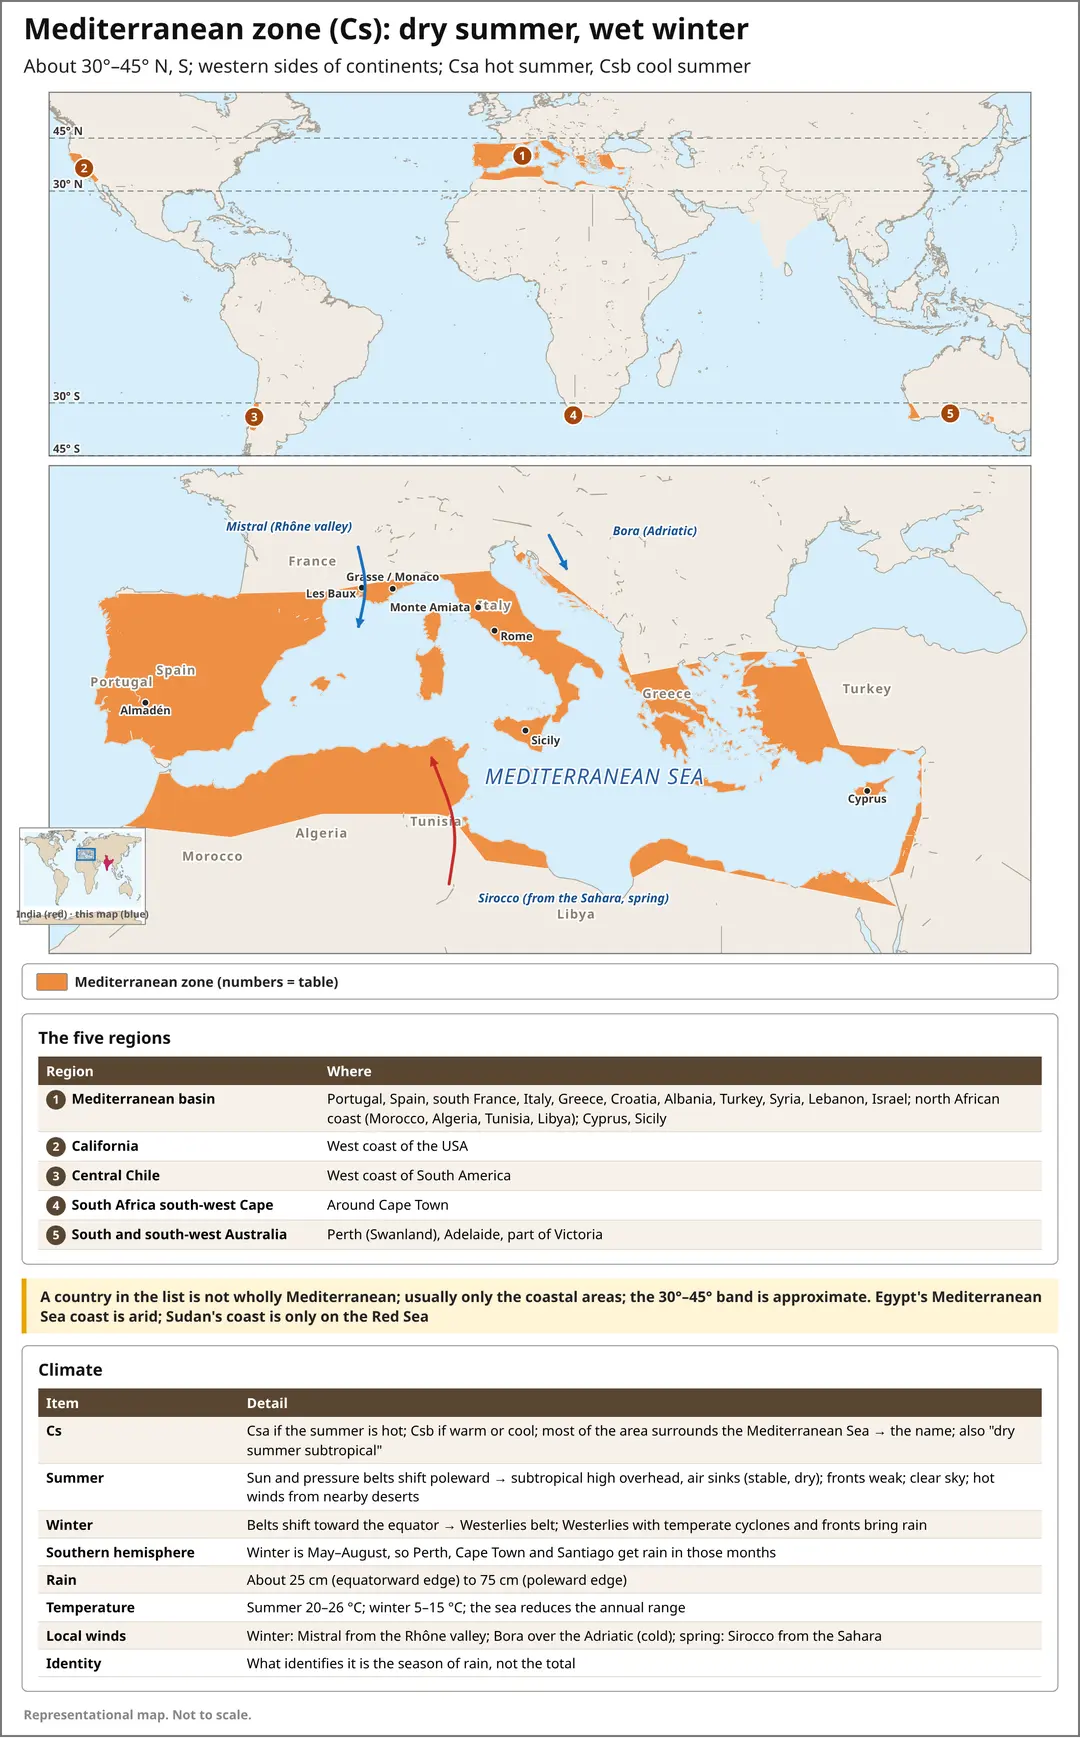 Mediterranean zone (Cs): dry summer, wet winter
About 30°–45° N, S; western sides of continents; Csa hot summer, Csb cool summer
45° N
1
2
30° N
30° S
3
4
5
45° S
Mistral (Rhône valley)
Bora (Adriatic)
France
Grasse / Monaco
Les Baux
Monte Amiata
Italy
Rome
Spain
Portugal
Almadén
Greece
Turkey
Sicily
MEDITERRANEAN SEA
Cyprus
Tunisia
Algeria
Morocco
Sirocco (from the Sahara, spring)
Libya
India (red) · this map (blue)
Mediterranean zone (numbers = table)
The five regions
Region Where
1 Mediterranean basin Portugal, Spain, south France, Italy, Greece, Croatia, Albania, Turkey, Syria, Lebanon, Israel; north African
coast (Morocco, Algeria, Tunisia, Libya); Cyprus, Sicily
2 California West coast of the USA
3 Central Chile West coast of South America
4 South Africa south-west Cape Around Cape Town
5 South and south-west Australia Perth (Swanland), Adelaide, part of Victoria
A country in the list is not wholly Mediterranean; usually only the coastal areas; the 30°–45° band is approximate. Egypt's Mediterranean
Sea coast is arid; Sudan's coast is only on the Red Sea
Climate
Item Detail
Cs Csa if the summer is hot; Csb if warm or cool; most of the area surrounds the Mediterranean Sea → the name; also "dry
summer subtropical"
Summer Sun and pressure belts shift poleward → subtropical high overhead, air sinks (stable, dry); fronts weak; clear sky; hot
winds from nearby deserts
Winter Belts shift toward the equator → Westerlies belt; Westerlies with temperate cyclones and fronts bring rain
Southern hemisphere Winter is May–August, so Perth, Cape Town and Santiago get rain in those months
Rain About 25 cm (equatorward edge) to 75 cm (poleward edge)
Temperature Summer 20–26 °C; winter 5–15 °C; the sea reduces the annual range
Local winds Winter: Mistral from the Rhône valley; Bora over the Adriatic (cold); spring: Sirocco from the Sahara
Identity What identifies it is the season of rain, not the total
Representational map. Not to scale.